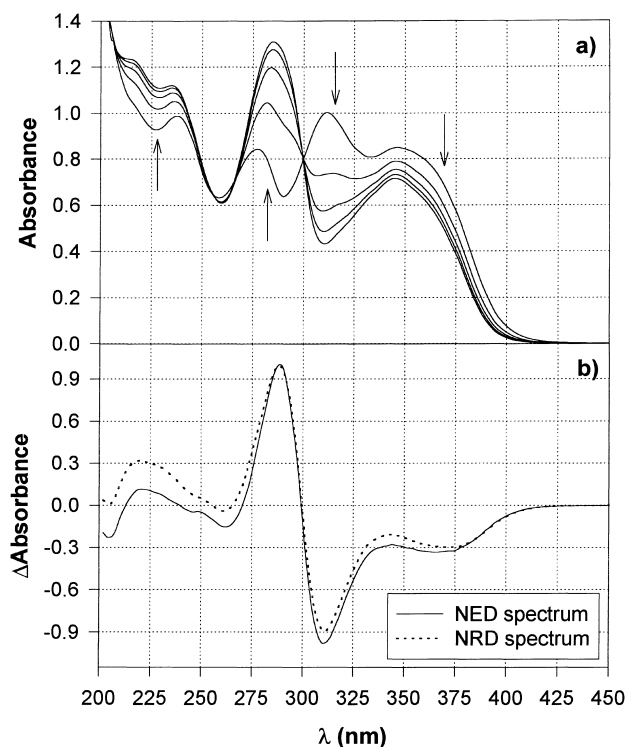 a)
1.4
1.2
1.0
0.8
0.6
0.4
0.2
0.0
Absorbance
b)
0.9
0.6
0.3
0.0
-0.3
-0.6
-0.9
ΔAbsorbance
NED spectrum
NRD spectrum
200 225 250 275 300 325 350 375 400 425 450
λ (nm)